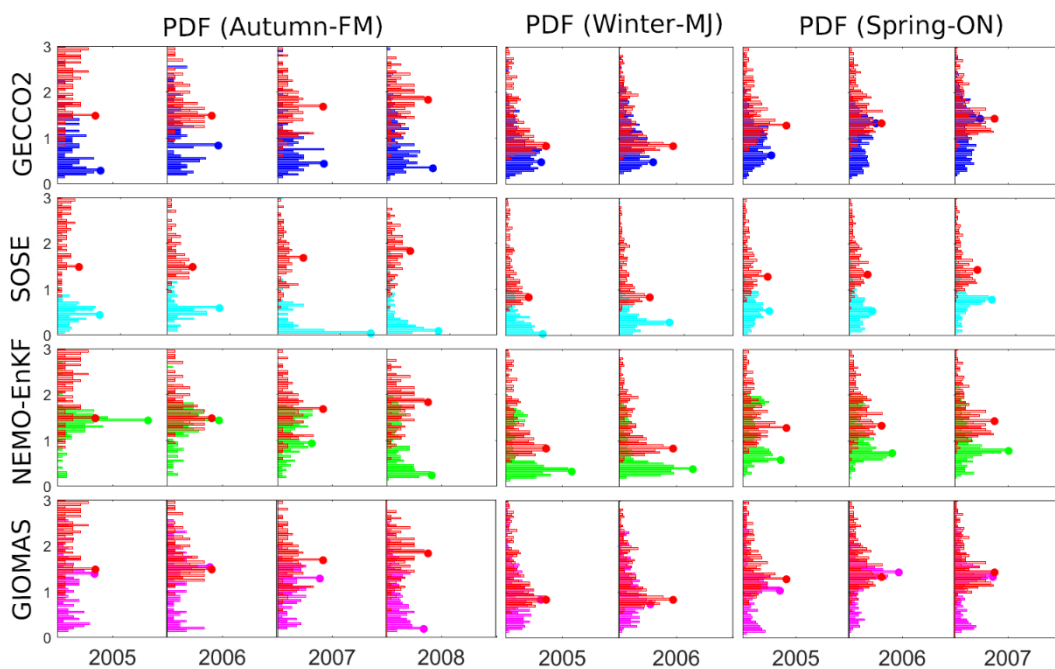 PDF (Autumn-FM) PDF (Winter-MJ) PDF (Spring-ON)
GECCO2
3
2
1
0
SOSE
3
2
1
0
NEMO-EnKF
3
2
1
0
GIOMAS
3
2
1
0
2005 2006 2007 2008 2005 2006 2005 2006 2007